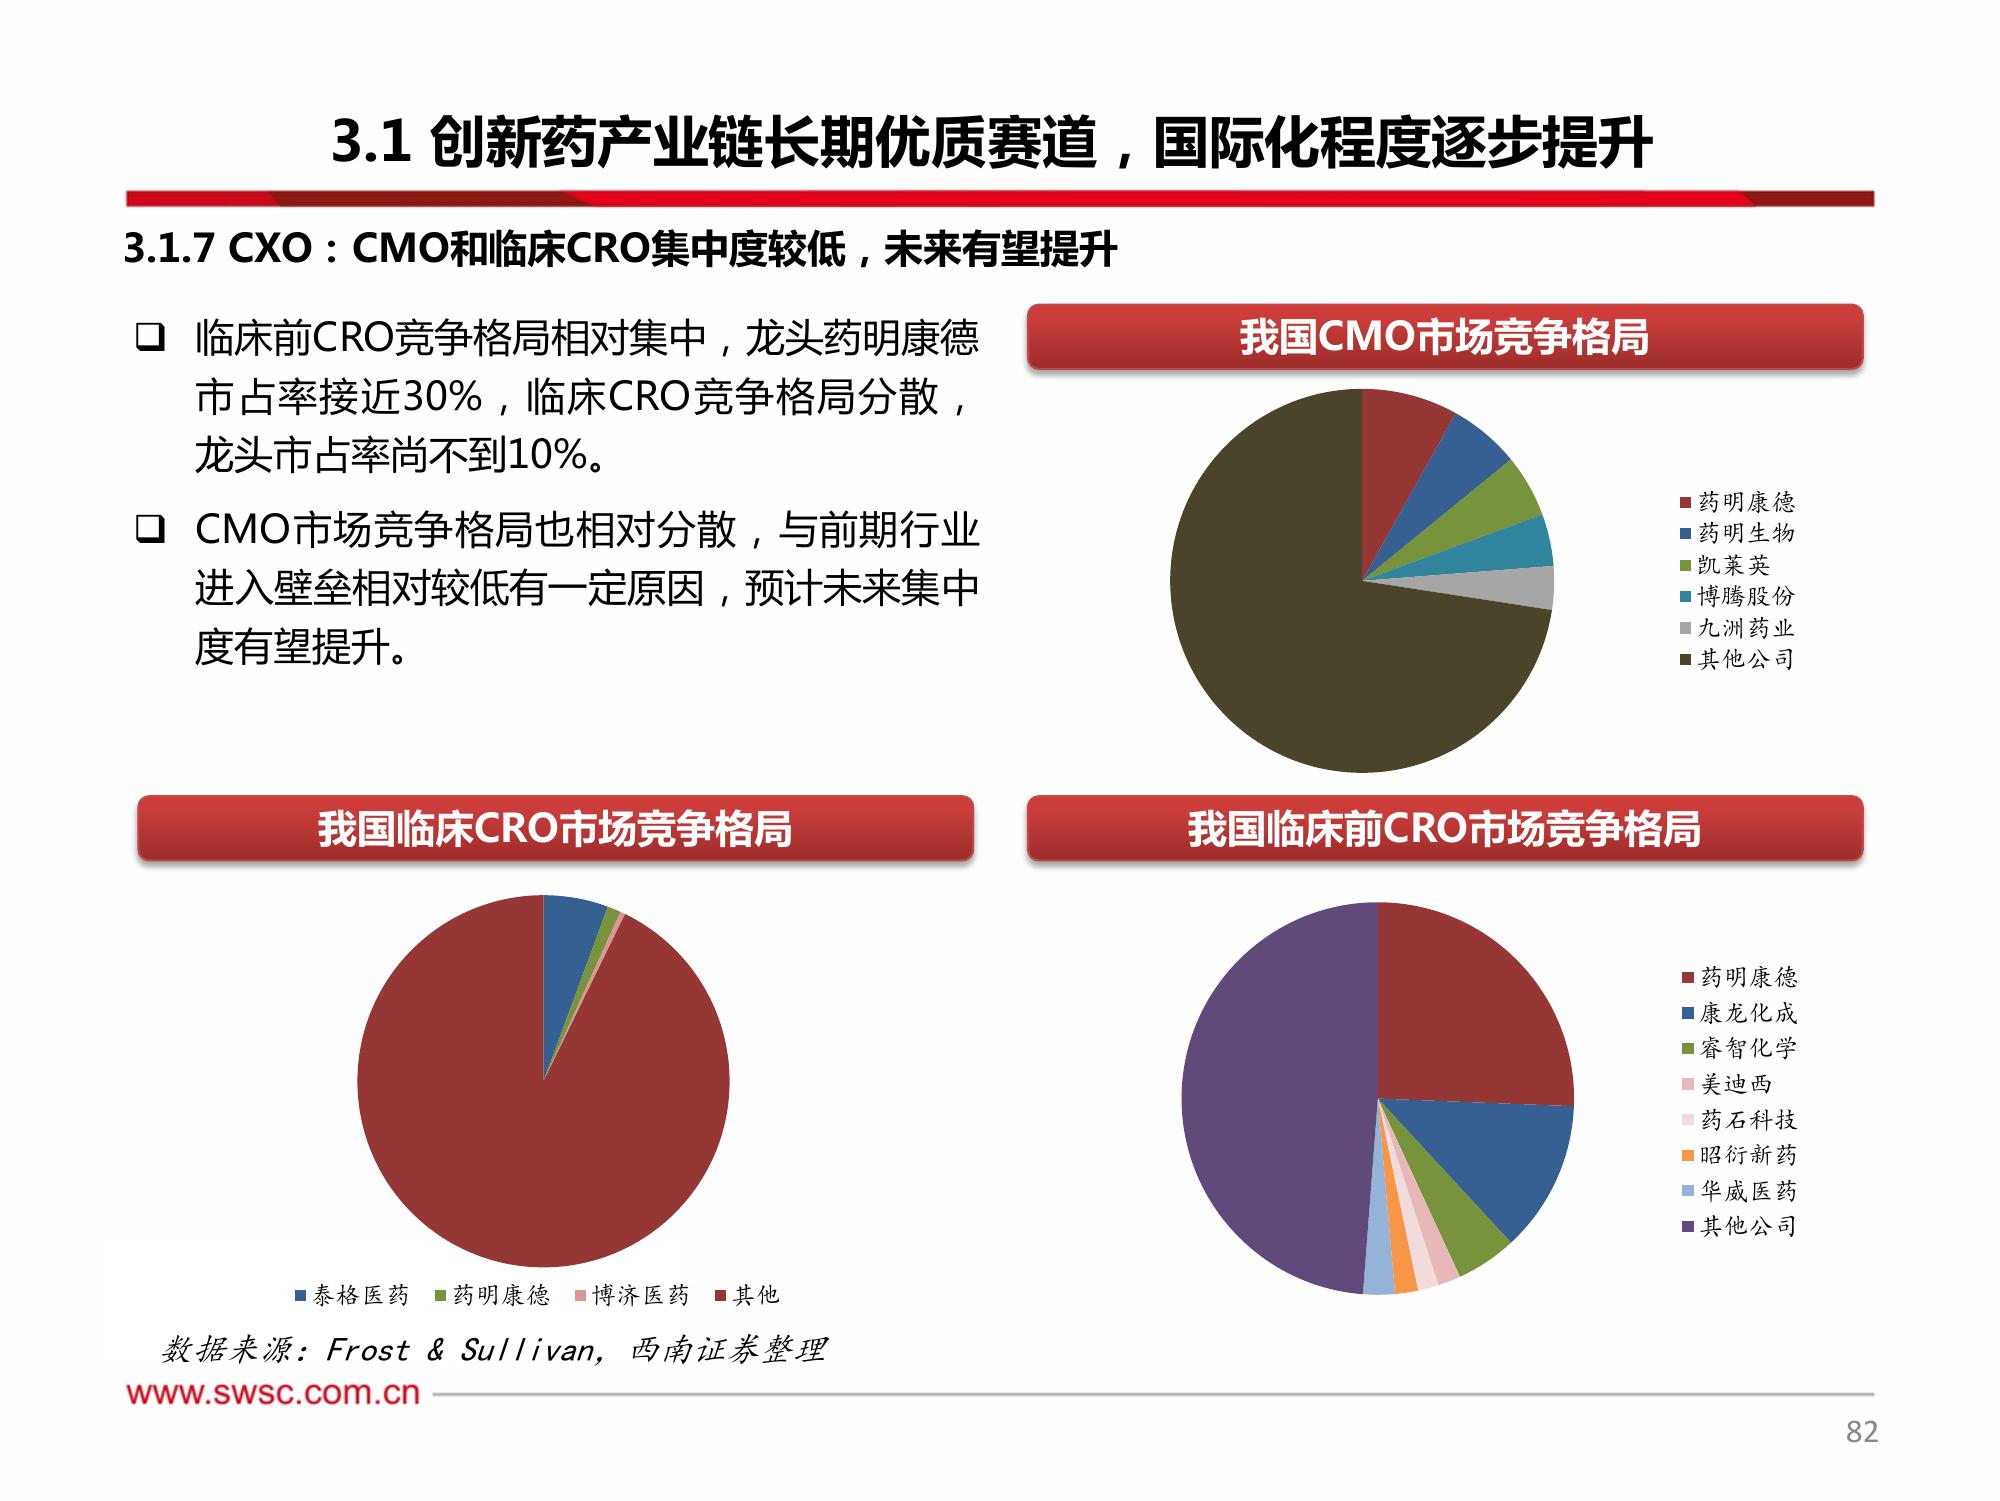 3.1 创新药产业链长期优质赛道，国际化程度逐步提升
3.1.7 CXO：CMO和临床CRO集中度较低，未来有望提升
❑ 临床前CRO竞争格局相对集中，龙头药明康德
市占率接近30%，临床CRO竞争格局分散，
龙头市占率尚不到10%。
❑ CMO市场竞争格局也相对分散，与前期行业
进入壁垒相对较低有一定原因，预计未来集中
度有望提升。
我国CMO市场竞争格局
药明康德
药明生物
凯莱英
博腾股份
九洲药业
其他公司
我国临床CRO市场竞争格局
泰格医药 药明康德 博济医药 其他
我国临床前CRO市场竞争格局
药明康德
康龙化成
睿智化学
美迪西
药石科技
昭衍新药
华威医药
其他公司
数据来源：Frost & Sullivan，西南证券整理
www.swsc.com.cn
82